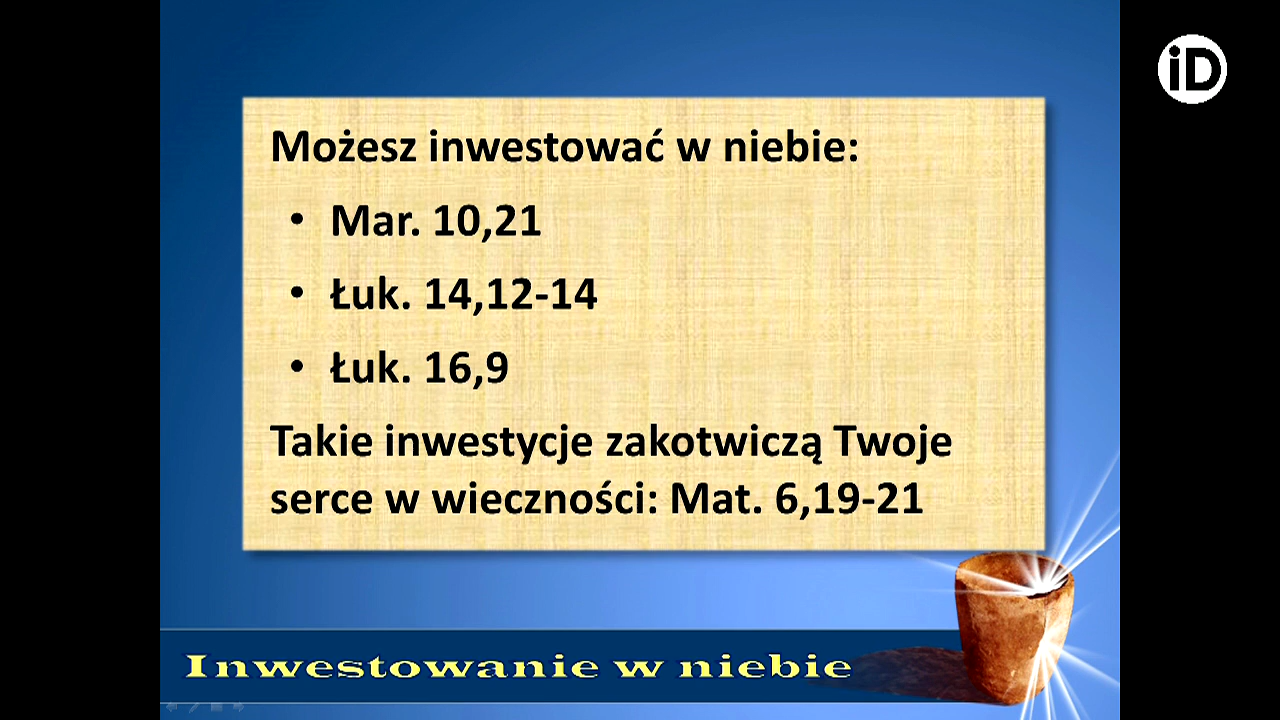 iD
Możesz inwestować w niebie:
• Mar. 10,21
• Łuk. 14,12-14
• Łuk. 16,9
Takie inwestycje zakotwiczą Twoje
serce w wieczności: Mat. 6,19-21
Inwestowanie w niebie